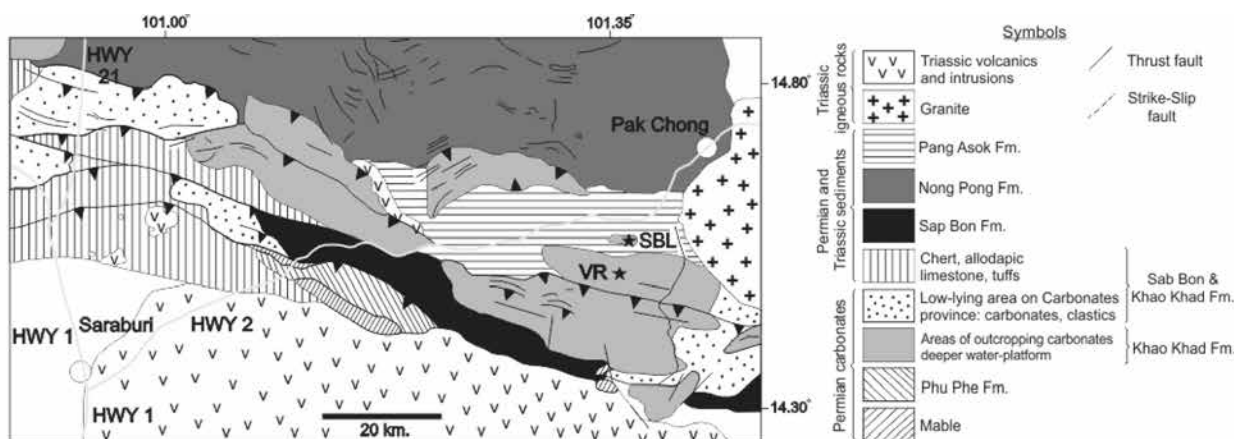 101.00
101.35
Symbols
HWY
21
14.80
Pak Chong
SBL
VR
HWY 1
Saraburi
HWY 2
HWY 1
20 km.
14.30
Triassic
igneous rocks
Permian and
Triassic sediments
Permian carbonates
Triassic volcanics
and intrusions
Granite
Pang Asok Fm.
Nong Pong Fm.
Sap Bon Fm.
Chert, allodapic
limestone, tuffs
Low-lying area on Carbonates
province: carbonates, clastics
Areas of outcropping carbonates
deeper water-platform
Phu Phe Fm.
Mable
Thrust fault
Strike-Slip
fault
Sab Bon &
Khao Khad Fm.
Khao Khad Fm.